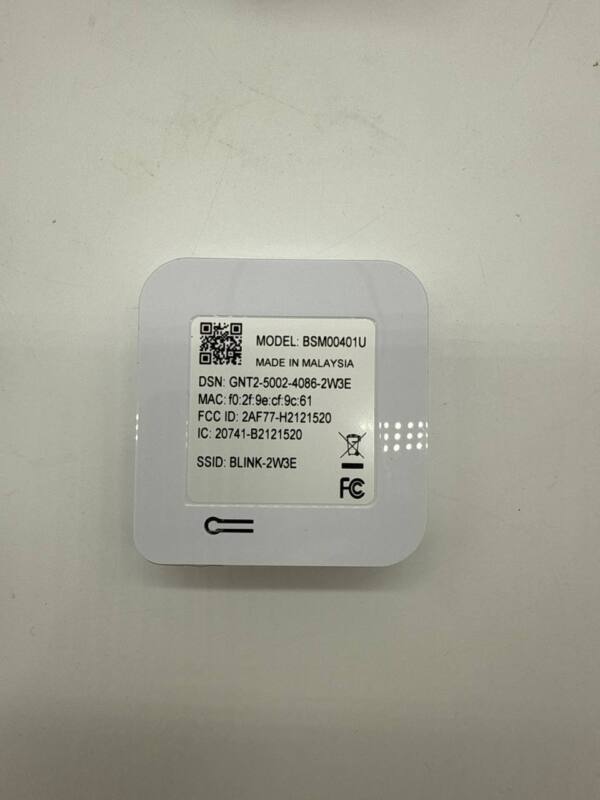 MODEL: BSM00401U
MADE IN MALAYSIA
DSN: GNT2-5002-4086-2W3E
MAC: f0:2f:9e:cf:9c:61
FCC ID: 2AF77-H2121520
IC: 20741-B2121520
SSID: BLINK-2W3E
FC